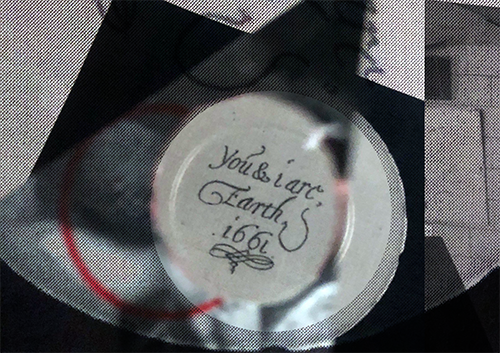 you & i are,
Earth,
1661